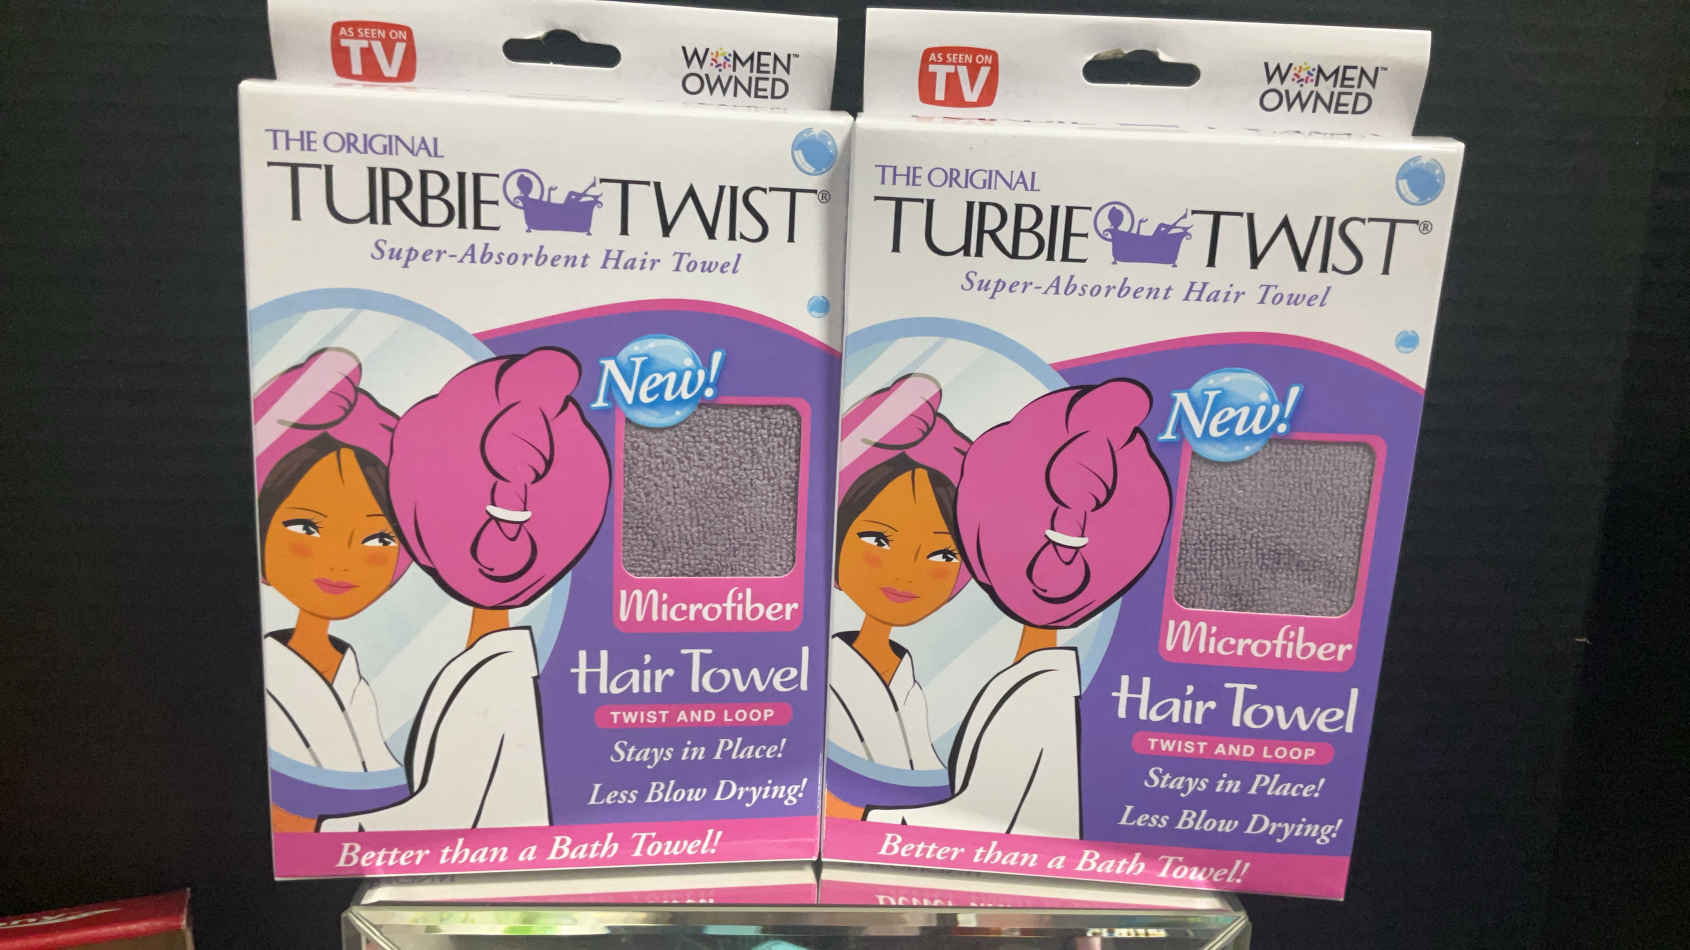 AS SEEN ON
TV
WOMEN™
OWNED
THE ORIGINAL
TURBIE TWIST®
Super-Absorbent Hair Towel
New!
Microfiber
Hair Towel
TWIST AND LOOP
Stays in Place!
Less Blow Drying!
Better than a Bath Towel!
AS SEEN ON
TV
WOMEN™
OWNED
THE ORIGINAL
TURBIE TWIST®
Super-Absorbent Hair Towel
New!
Microfiber
Hair Towel
TWIST AND LOOP
Stays in Place!
Less Blow Drying!
Better than a Bath Towel!